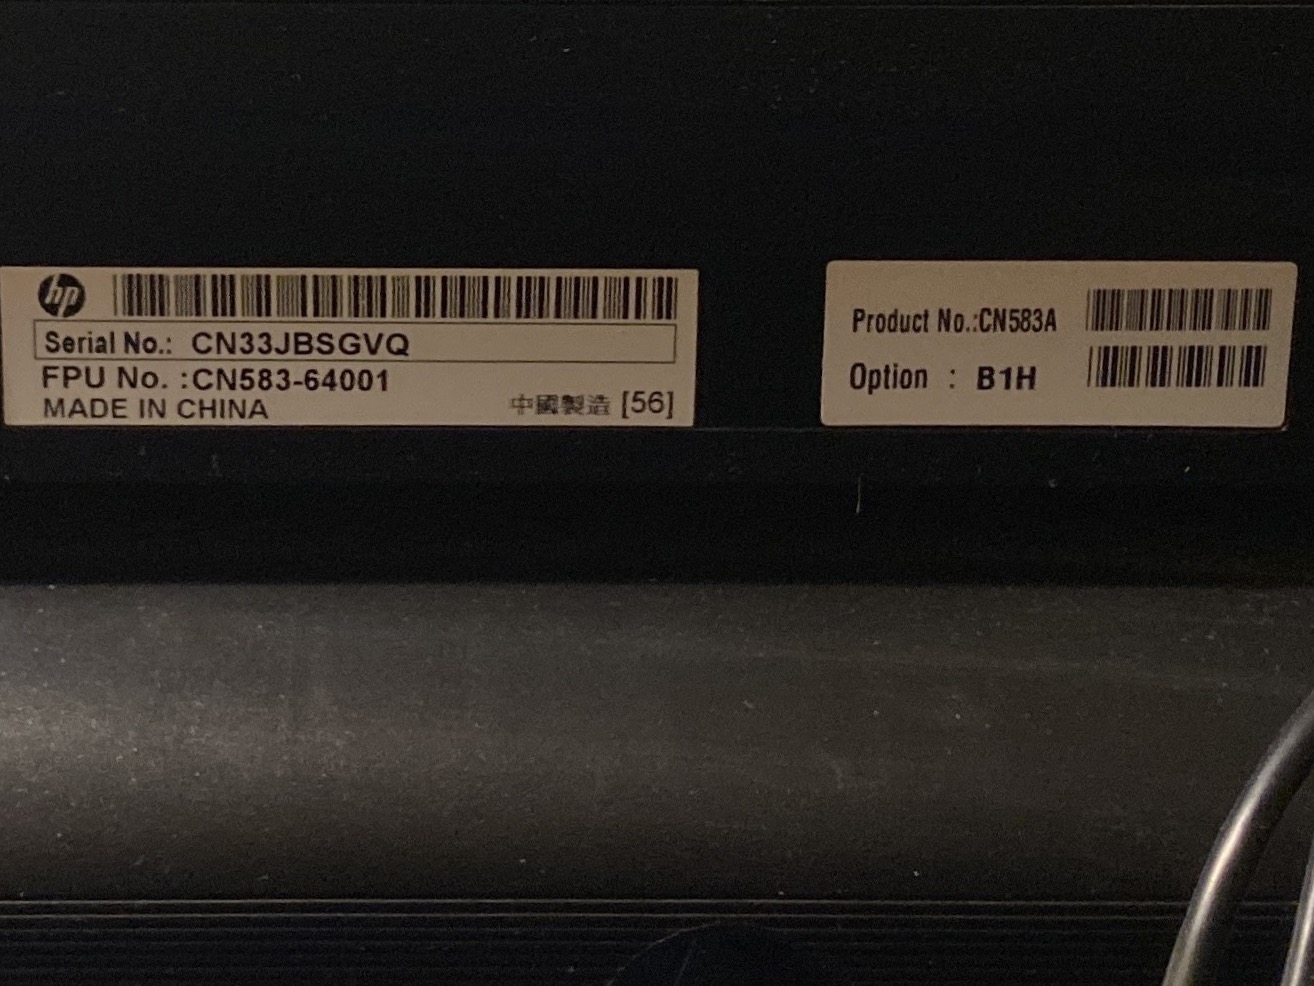 hp
Serial No.: CN33JBSGVQ
FPU No. :CN583-64001
MADE IN CHINA 中國製造 [56]
Product No.:CN583A
Option : B1H